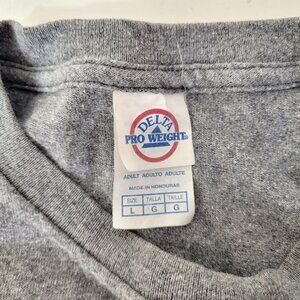 DELTA
PRO WEIGHT®
ADULT ADULTO ADULTE
MADE IN HONDURAS
SIZE TALLA TAILLE
L G G